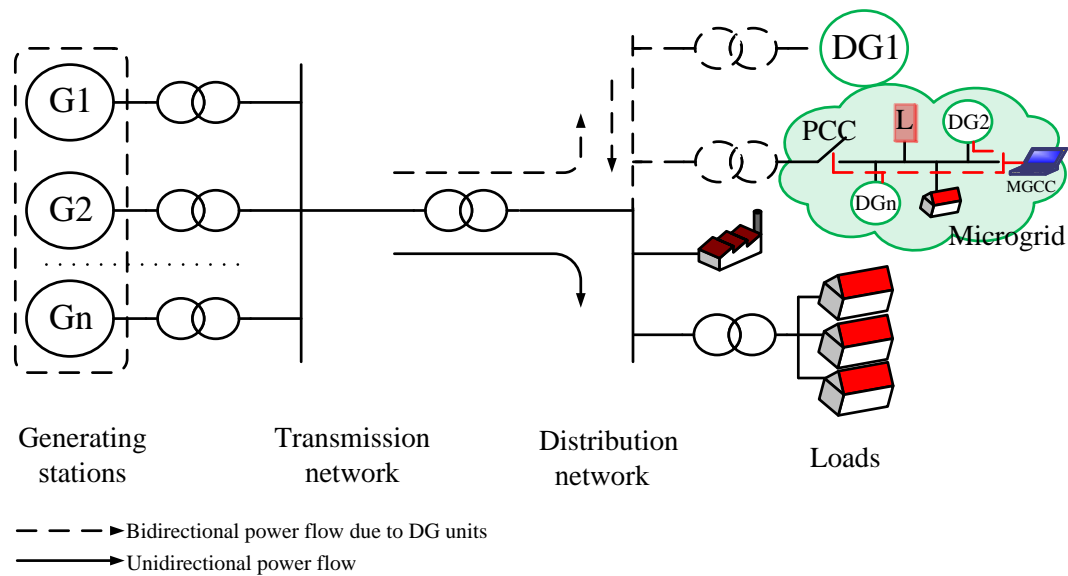 DG1
G1
PCC
L
DG2
MGCC
DGn
G2
Microgrid
Gn
Generating
stations
Transmission
network
Distribution
network
Loads
Bidirectional power flow due to DG units
Unidirectional power flow